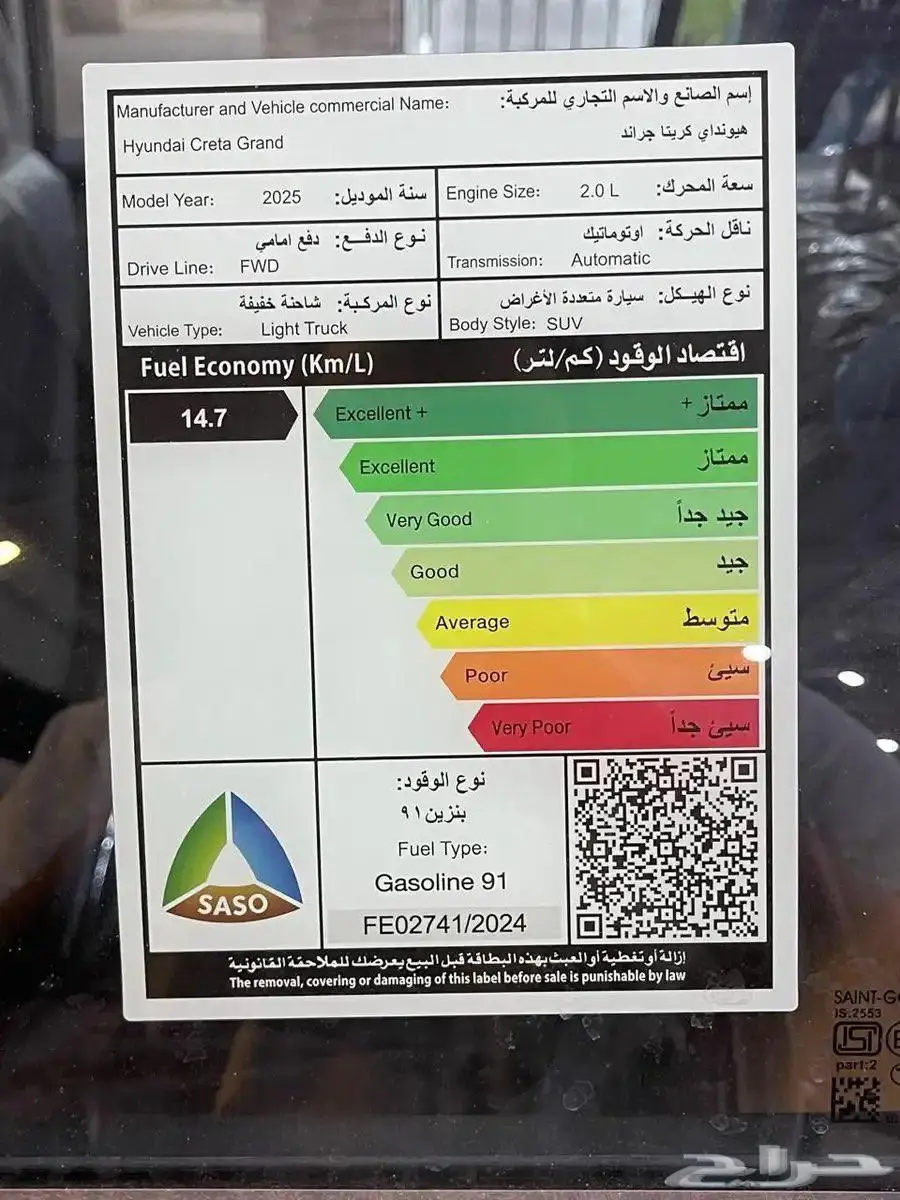 Manufacturer and Vehicle commercial Name: إسم الصانع والاسم التجاري للمركبة:
Hyundai Creta Grand هيونداي كريتا جراند
Model Year: 2025 سنة الموديل: Engine Size: 2.0 L سعة المحرك:
نوع الدفع: دفع امامي
Drive Line: FWD
ناقل الحركة: اوتوماتيك
Transmission: Automatic
نوع المركبة: شاحنة خفيفة
Vehicle Type: Light Truck
نوع الهيكل: سيارة متعددة الأغراض
Body Style: SUV
Fuel Economy (Km/L) اقتصاد الوقود (كم/لتر)
14.7
Excellent + ممتاز +
Excellent ممتاز
Very Good جيد جداً
Good جيد
Average متوسط
Poor سيئ
Very Poor سيئ جداً
SASO
نوع الوقود:
بنزين ٩١
Fuel Type:
Gasoline 91
FE02741/2024
إزالة أو تغطية أو العبث بهذه البطاقة قبل البيع يعرضك للملاحقة القانونية
The removal, covering or damaging of this label before sale is punishable by law
SAINT-G
IS.2553
ISI
part:2
حراج